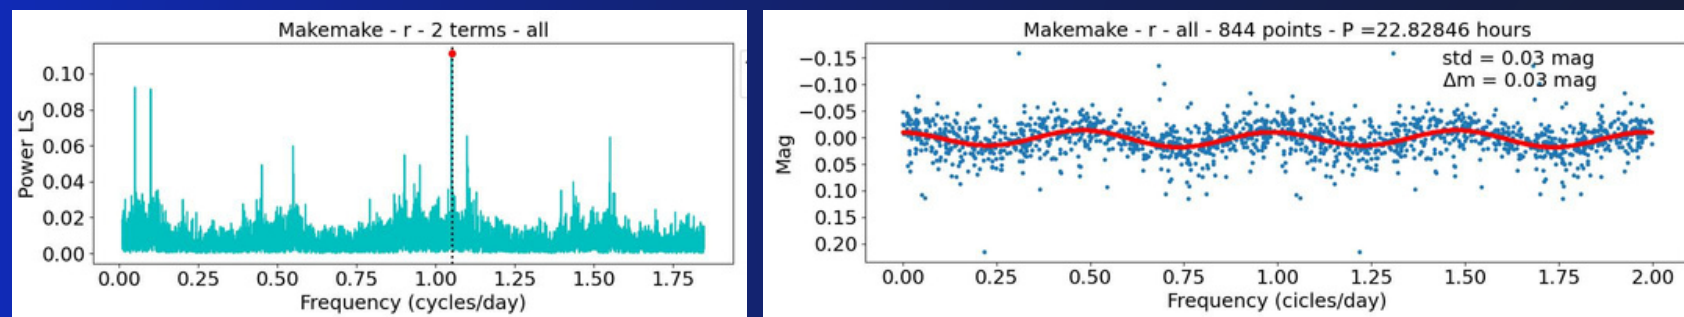 Makemake - r - 2 terms - all
Power LS
0.10
0.08
0.06
0.04
0.02
0.00
0.00 0.25 0.50 0.75 1.00 1.25 1.50 1.75
Frequency (cycles/day)
Makemake - r - all - 844 points - P =22.82846 hours
std = 0.03 mag
Δm = 0.03 mag
Mag
−0.15
−0.10
−0.05
0.00
0.05
0.10
0.15
0.20
0.00 0.25 0.50 0.75 1.00 1.25 1.50 1.75 2.00
Frequency (cicles/day)